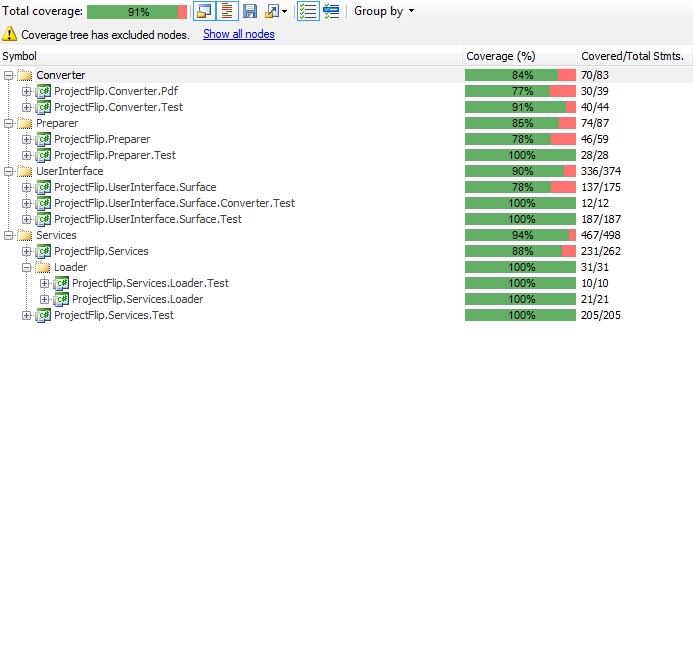 Total coverage: 91% Group by
Coverage tree has excluded nodes. Show all nodes
Symbol Coverage (%) Covered/Total Stmts.
Converter 84% 70/83
ProjectFlip.Converter.Pdf 77% 30/39
ProjectFlip.Converter.Test 91% 40/44
Preparer 85% 74/87
ProjectFlip.Preparer 78% 46/59
ProjectFlip.Preparer.Test 100% 28/28
UserInterface 90% 336/374
ProjectFlip.UserInterface.Surface 78% 137/175
ProjectFlip.UserInterface.Surface.Converter.Test 100% 12/12
ProjectFlip.UserInterface.Surface.Test 100% 187/187
Services 94% 467/498
ProjectFlip.Services 88% 231/262
Loader 100% 31/31
ProjectFlip.Services.Loader.Test 100% 10/10
ProjectFlip.Services.Loader 100% 21/21
ProjectFlip.Services.Test 100% 205/205